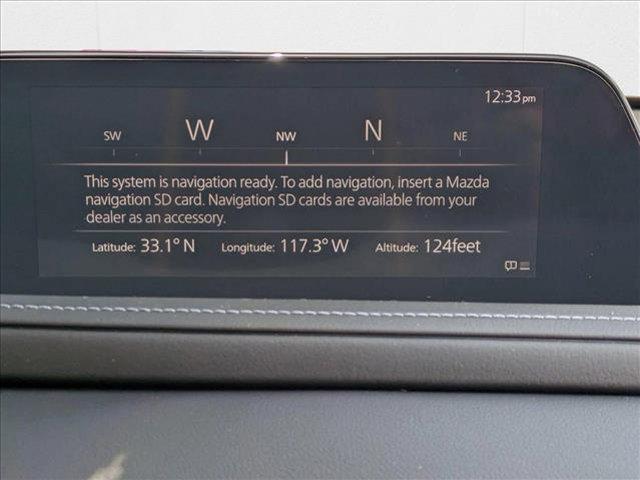 12:33pm
SW W NW N NE
This system is navigation ready. To add navigation, insert a Mazda
navigation SD card. Navigation SD cards are available from your
dealer as an accessory.
Latitude: 33.1° N Longitude: 117.3° W Altitude: 124feet